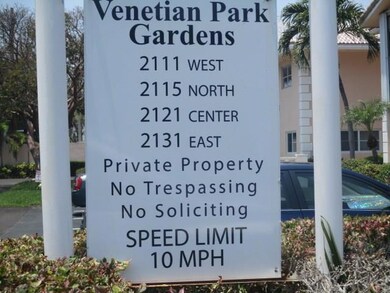 Venetian Park
Gardens
2111 WEST
2115 NORTH
2121 CENTER
2131 EAST
Private Property
No Trespassing
No Soliciting
SPEED LIMIT
10 MPH